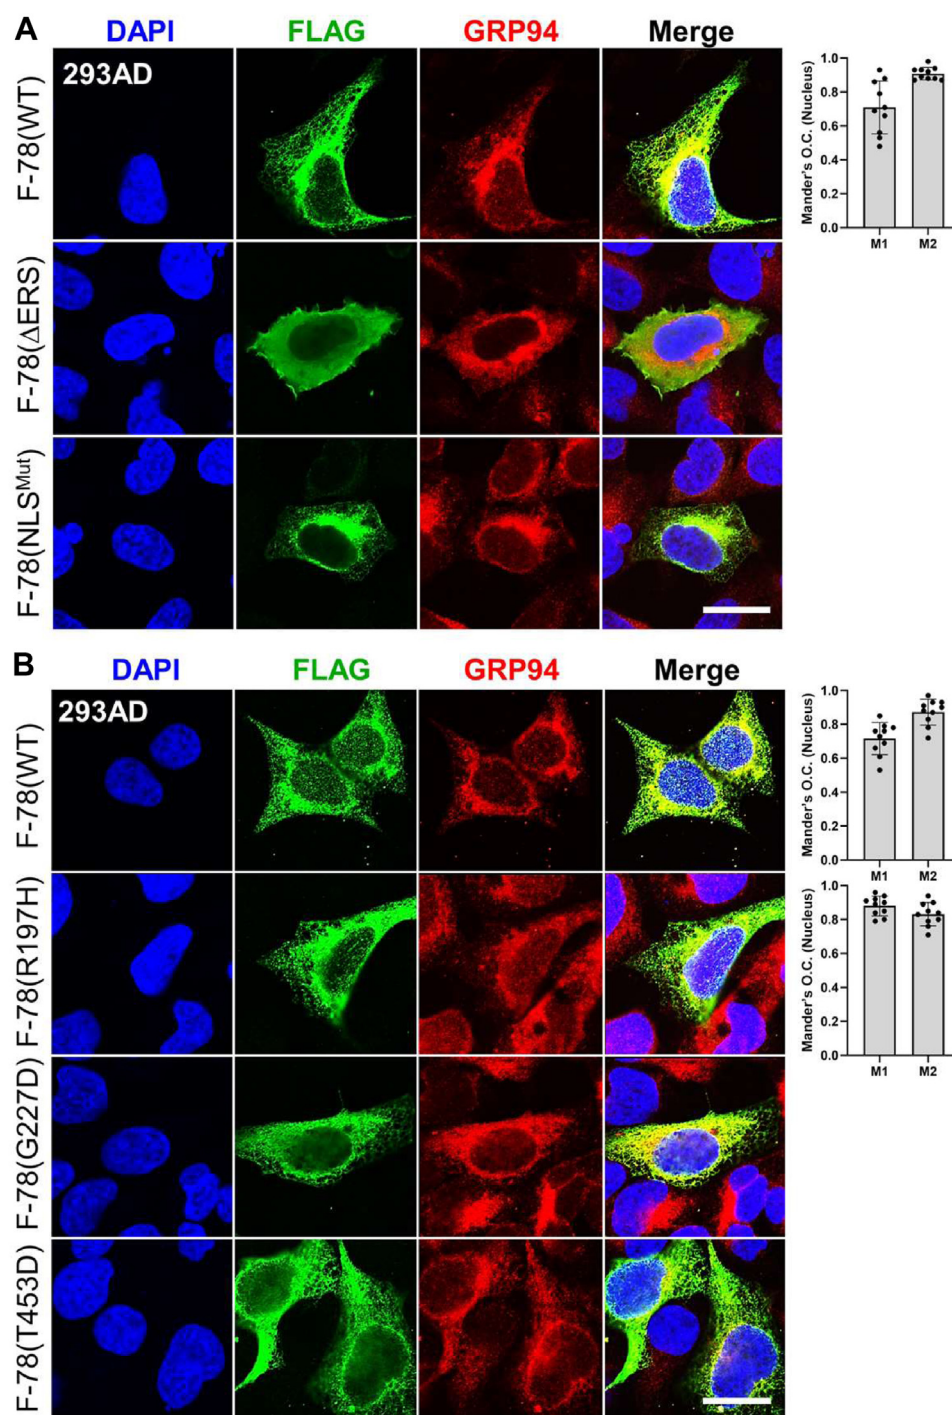 A
DAPI FLAG GRP94 Merge
293AD
F-78(WT)
F-78(ΔERS)
F-78(NLSᴹᵘᵗ)
Mander's O.C. (Nucleus)
1.0
0.8
0.6
0.4
0.2
0.0
M1 M2
B
DAPI FLAG GRP94 Merge
293AD
F-78(WT)
F-78(R197H)
F-78(G227D)
F-78(T453D)
Mander's O.C. (Nucleus)
1.0
0.8
0.6
0.4
0.2
0.0
M1 M2
Mander's O.C. (Nucleus)
1.0
0.8
0.6
0.4
0.2
0.0
M1 M2